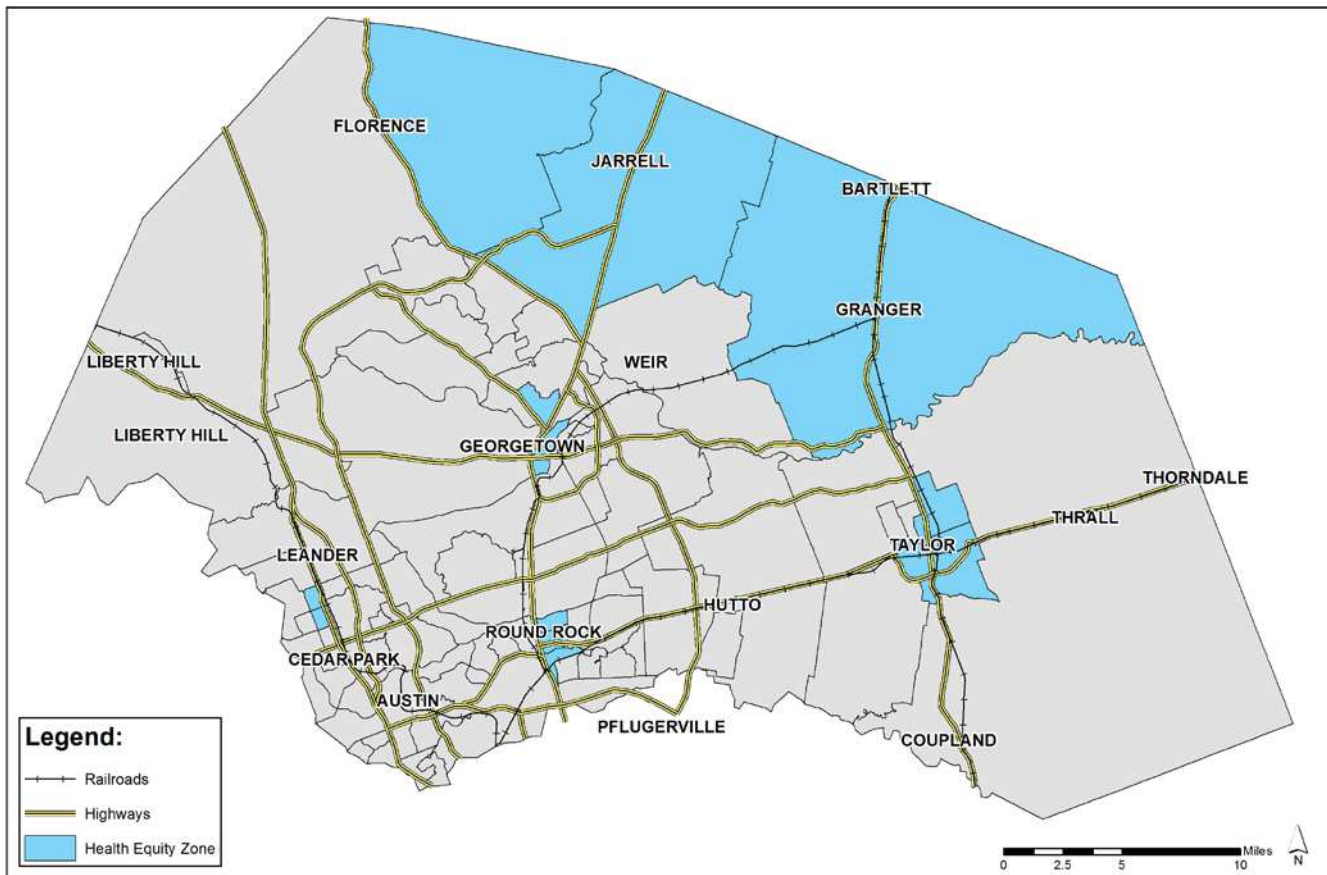 FLORENCE
JARRELL
BARTLETT
GRANGER
LIBERTY HILL
WEIR
LIBERTY HILL
GEORGETOWN
THORNDALE
THRALL
LEANDER
TAYLOR
HUTTO
ROUND ROCK
CEDAR PARK
AUSTIN
PFLUGERVILLE
COUPLAND
Legend:
Railroads
Highways
Health Equity Zone
Miles
0 2.5 5 10
N